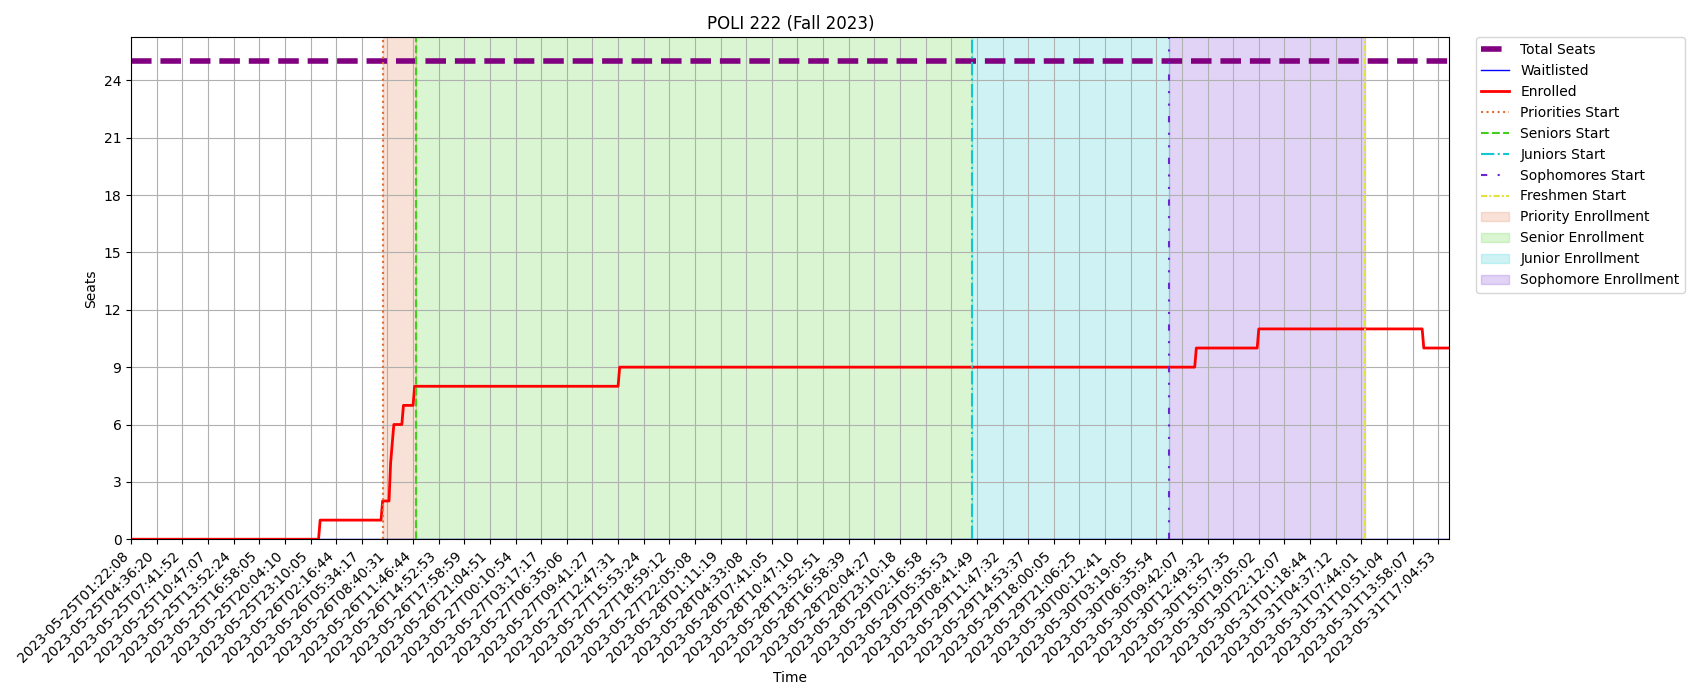 POLI 222 (Fall 2023)
Total Seats
Waitlisted
Enrolled
Priorities Start
Seniors Start
Juniors Start
Sophomores Start
Freshmen Start
Priority Enrollment
Senior Enrollment
Junior Enrollment
Sophomore Enrollment
Seats
24
21
18
15
12
9
6
3
0
2023-05-25T01:22:08
2023-05-25T04:36:20
2023-05-25T07:41:52
2023-05-25T10:47:07
2023-05-25T13:52:24
2023-05-25T16:58:05
2023-05-25T20:04:10
2023-05-25T23:10:05
2023-05-26T02:16:44
2023-05-26T05:34:17
2023-05-26T08:40:31
2023-05-26T11:46:44
2023-05-26T14:52:53
2023-05-26T17:58:59
2023-05-26T21:04:51
2023-05-27T00:10:54
2023-05-27T03:17:17
2023-05-27T06:35:06
2023-05-27T09:41:27
2023-05-27T12:47:31
2023-05-27T15:53:24
2023-05-27T18:59:12
2023-05-27T22:05:08
2023-05-28T01:11:19
2023-05-28T04:33:08
2023-05-28T07:41:05
2023-05-28T10:47:10
2023-05-28T13:52:51
2023-05-28T16:58:39
2023-05-28T20:04:27
2023-05-28T23:10:18
2023-05-29T02:16:58
2023-05-29T05:35:53
2023-05-29T08:41:49
2023-05-29T11:47:32
2023-05-29T14:53:37
2023-05-29T18:00:05
2023-05-29T21:06:25
2023-05-30T00:12:41
2023-05-30T03:19:05
2023-05-30T06:35:54
2023-05-30T09:42:07
2023-05-30T12:49:32
2023-05-30T15:57:35
2023-05-30T19:05:02
2023-05-30T22:12:07
2023-05-31T01:18:44
2023-05-31T04:37:12
2023-05-31T07:44:01
2023-05-31T10:51:04
2023-05-31T13:58:07
2023-05-31T17:04:53
Time